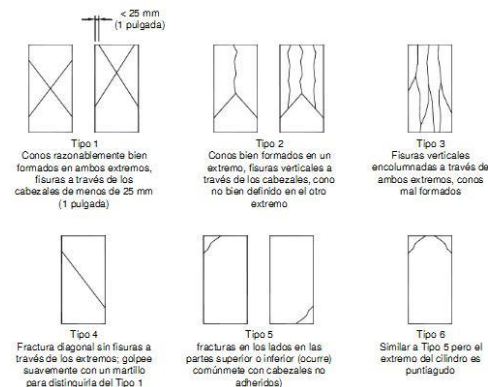 < 25 mm
(1 pulgada)
Tipo 1
Conos razonablemente bien
formados en ambos extremos,
fisuras a través de los
cabezales de menos de 25 mm
(1 pulgada)
Tipo 2
Conos bien formados en un
extremo, fisuras verticales a
través de los cabezales, cono
no bien definido en el otro
extremo
Tipo 3
Fisuras verticales
encolumnadas a través de
ambos extremos, conos
mal formados
Tipo 4
Fractura diagonal sin fisuras a
través de los extremos; golpee
suavemente con un martillo
para distinguirla del Tipo 1
Tipo 5
fracturas en los lados en las
partes superior o inferior (ocurre)
comúnmete con cabezales no
adheridos)
Tipo 6
Similar a Tipo 5 pero el
extremo del cilindro es
puntiagudo